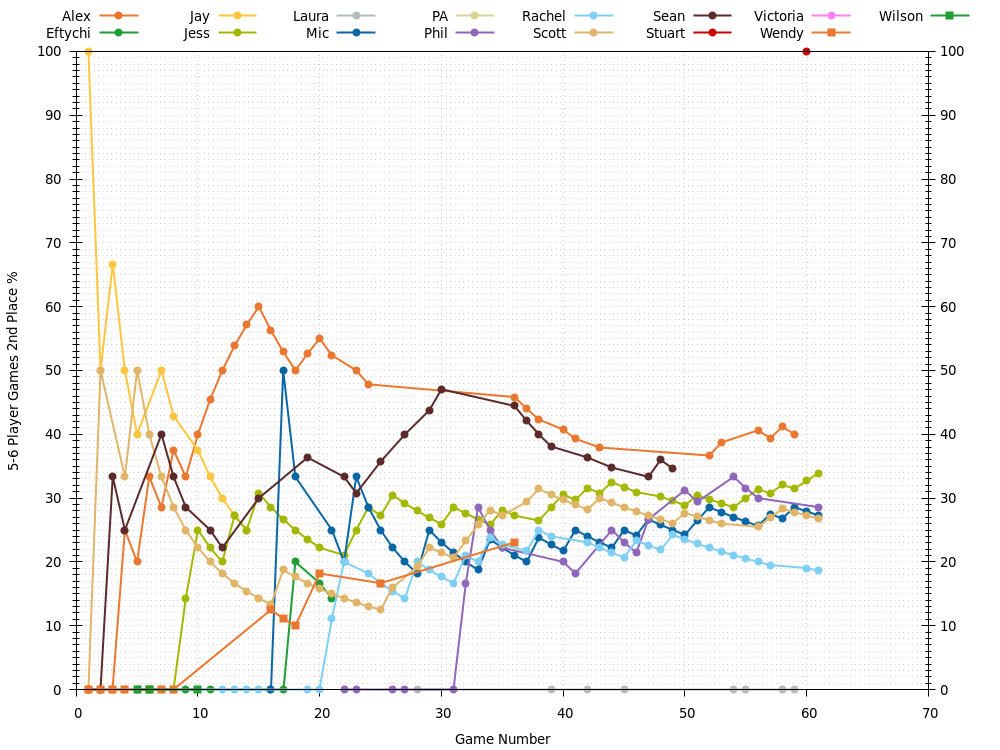 Alex Jay Laura PA Rachel Sean Victoria Wilson
Eftychi Jess Mic Phil Scott Stuart Wendy
100 100
90 90
80 80
70 70
60 60
50 50
40 40
30 30
20 20
10 10
0 0
5-6 Player Games 2nd Place %
0 10 20 30 40 50 60 70
Game Number